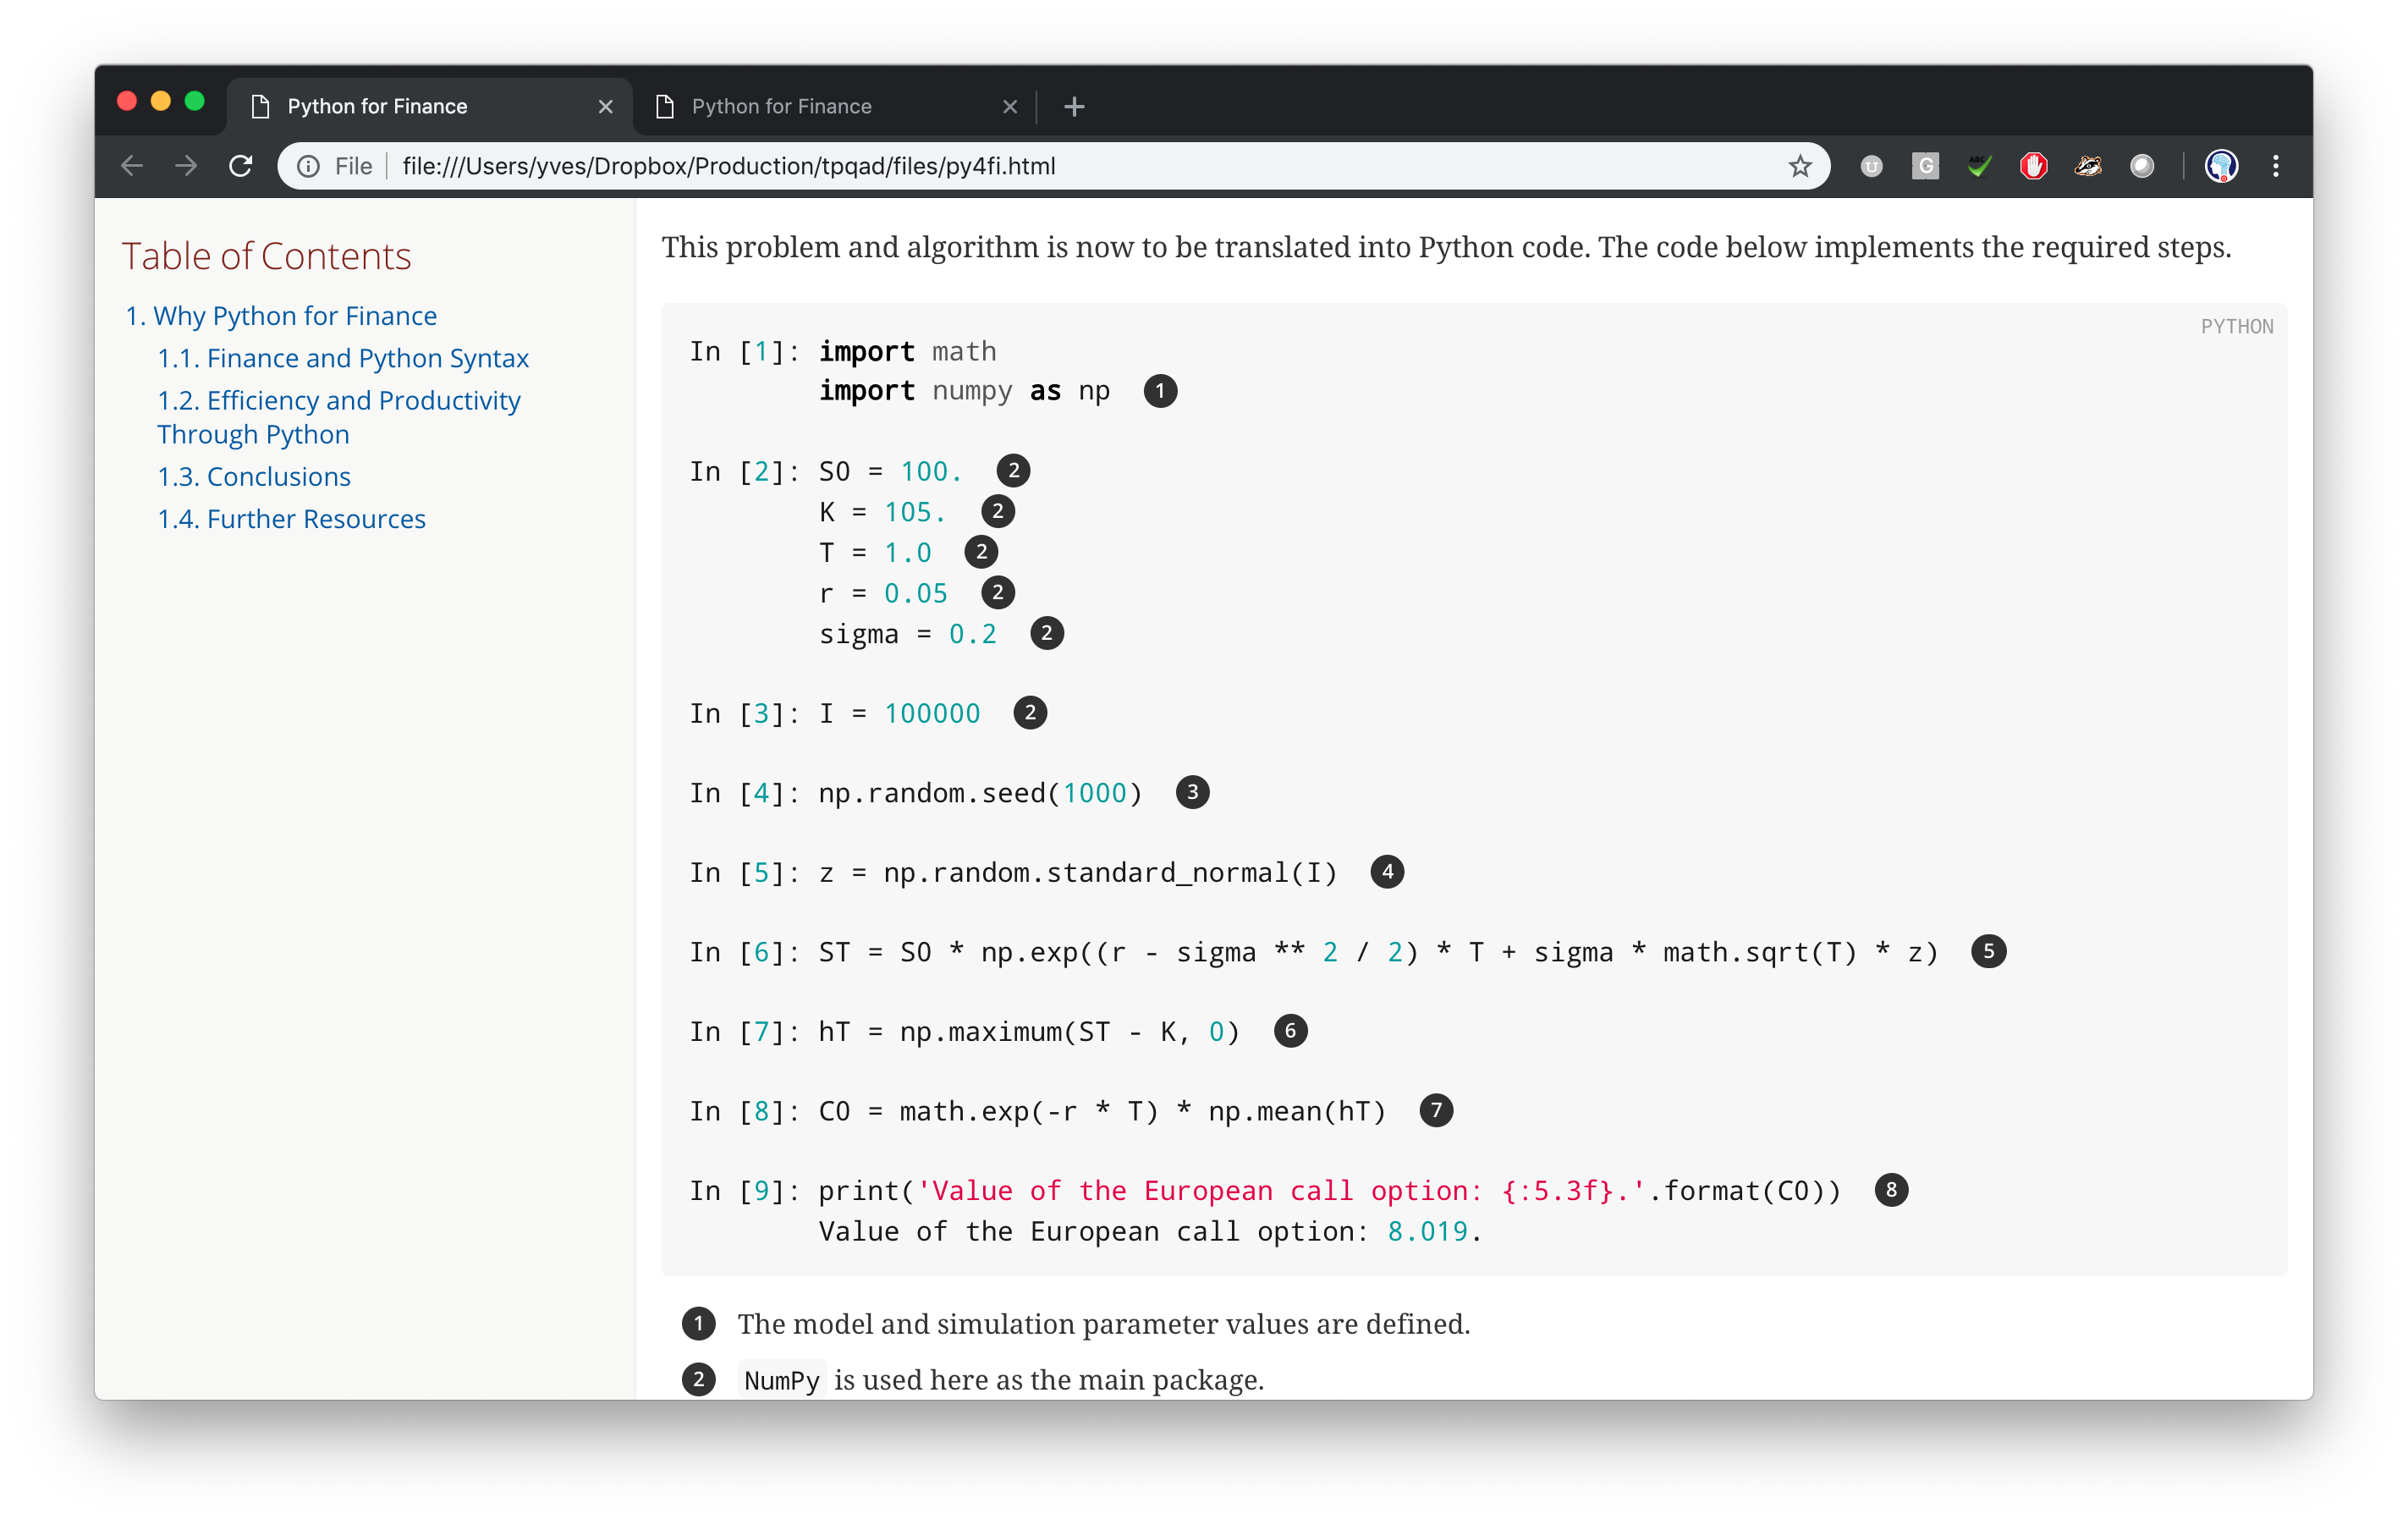 Python for Finance
Python for Finance
File file:///Users/yves/Dropbox/Production/tpqad/files/py4fi.html
U
G
ABC
Table of Contents
1. Why Python for Finance
1.1. Finance and Python Syntax
1.2. Efficiency and Productivity
Through Python
1.3. Conclusions
1.4. Further Resources
This problem and algorithm is now to be translated into Python code. The code below implements the required steps.
PYTHON
In [1]: import math
import numpy as np 1
In [2]: S0 = 100. 2
K = 105. 2
T = 1.0 2
r = 0.05 2
sigma = 0.2 2
In [3]: I = 100000 2
In [4]: np.random.seed(1000) 3
In [5]: z = np.random.standard_normal(I) 4
In [6]: ST = S0 * np.exp((r - sigma ** 2 / 2) * T + sigma * math.sqrt(T) * z) 5
In [7]: hT = np.maximum(ST - K, 0) 6
In [8]: C0 = math.exp(-r * T) * np.mean(hT) 7
In [9]: print('Value of the European call option: {:5.3f}.'.format(C0)) 8
Value of the European call option: 8.019.
1 The model and simulation parameter values are defined.
2 NumPy is used here as the main package.